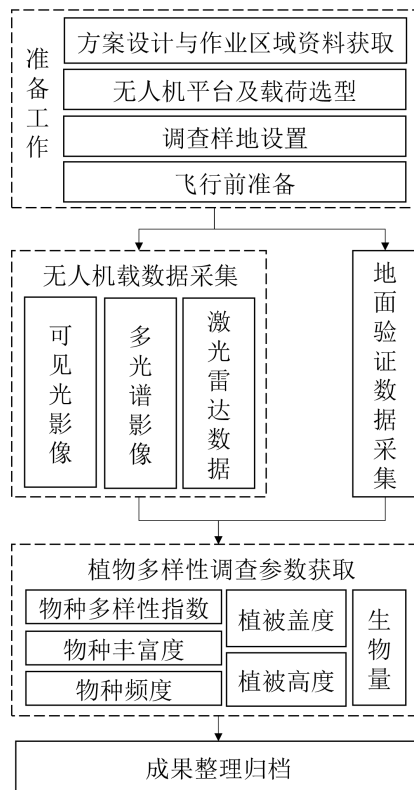 准备工作
方案设计与作业区域资料获取
无人机平台及载荷选型
调查样地设置
飞行前准备
无人机载数据采集
可见光影像
多光谱影像
激光雷达数据
地面验证数据采集
植物多样性调查参数获取
物种多样性指数
物种丰富度
物种频度
植被盖度
植被高度
生物量
成果整理归档